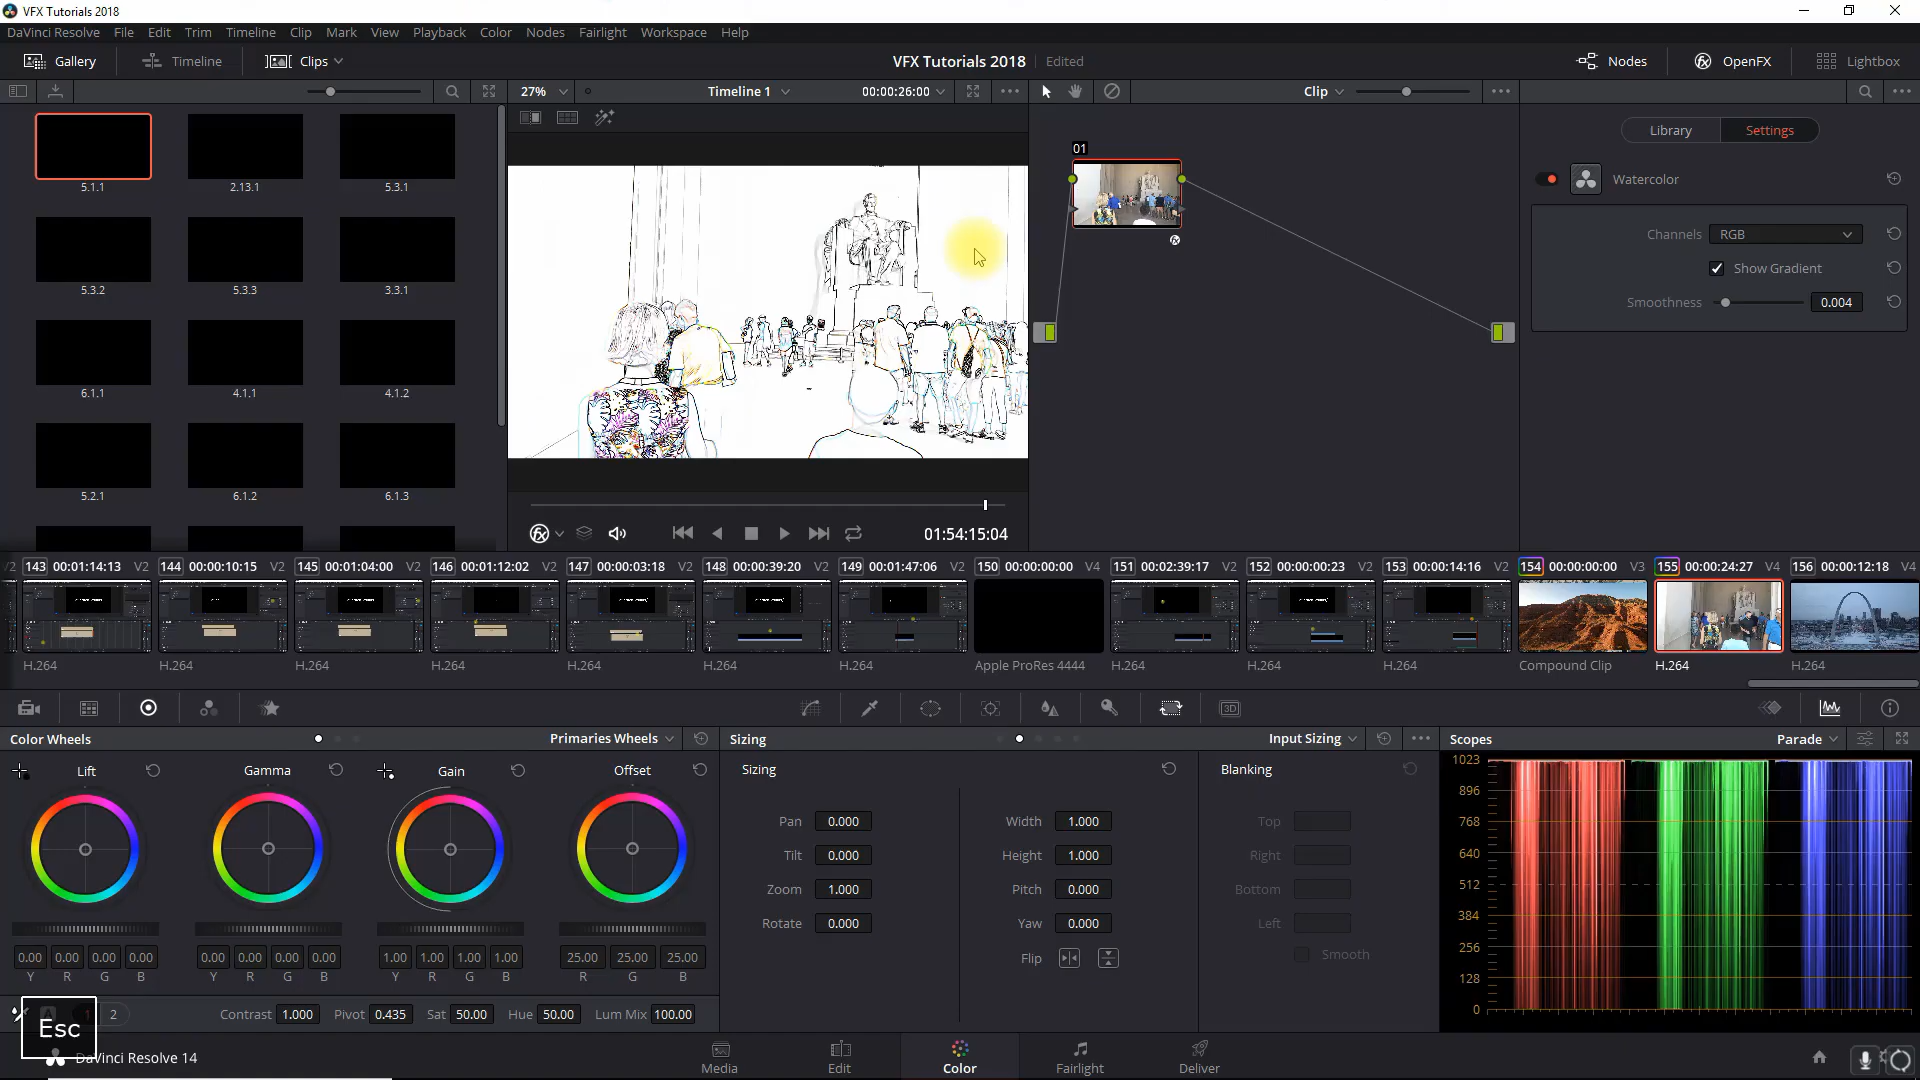 VFX Tutorials 2018
DaVinci Resolve File Edit Trim Timeline Clip Mark View Playback Color Nodes Fairlight Workspace Help
Gallery Timeline Clips VFX Tutorials 2018 Edited Nodes OpenFX Lightbox
27% Timeline 1 00:00:26:00 Clip
Library Settings
Watercolor
Channels RGB
Show Gradient
Smoothness 0.004
01
5.1.1 2.13.1 5.3.1
5.3.2 5.3.3 3.3.1
6.1.1 4.1.1 4.1.2
5.2.1 6.1.2 6.1.3
01:54:15:04
V2 143 00:01:14:13 V2 144 00:00:10:15 V2 145 00:01:04:00 V2 146 00:01:12:02 V2 147 00:00:03:18 V2 148 00:00:39:20 V2 149 00:01:47:06 V2 150 00:00:00:00 V4 151 00:02:39:17 V2 152 00:00:00:23 V2 153 00:00:14:16 V2 154 00:00:00:00 V3 155 00:00:24:27 V4 156 00:00:12:18 V4
H.264 H.264 H.264 H.264 H.264 H.264 H.264 Apple ProRes 4444 H.264 H.264 H.264 Compound Clip H.264 H.264
3D
Color Wheels Primaries Wheels Sizing Input Sizing Scopes Parade
Lift Gamma Gain Offset Sizing Blanking
Pan 0.000 Width 1.000 Top
Tilt 0.000 Height 1.000 Right
Zoom 1.000 Pitch 0.000 Bottom
Rotate 0.000 Yaw 0.000 Left
Flip Smooth
1023
896
768
640
512
384
256
128
0
0.00 0.00 0.00 0.00 0.00 0.00 0.00 0.00 1.00 1.00 1.00 1.00 25.00 25.00 25.00
Y R G B Y R G B Y R G B R G B
A 1 2 Contrast 1.000 Pivot 0.435 Sat 50.00 Hue 50.00 Lum Mix 100.00
Esc
DaVinci Resolve 14
Media Edit Color Fairlight Deliver